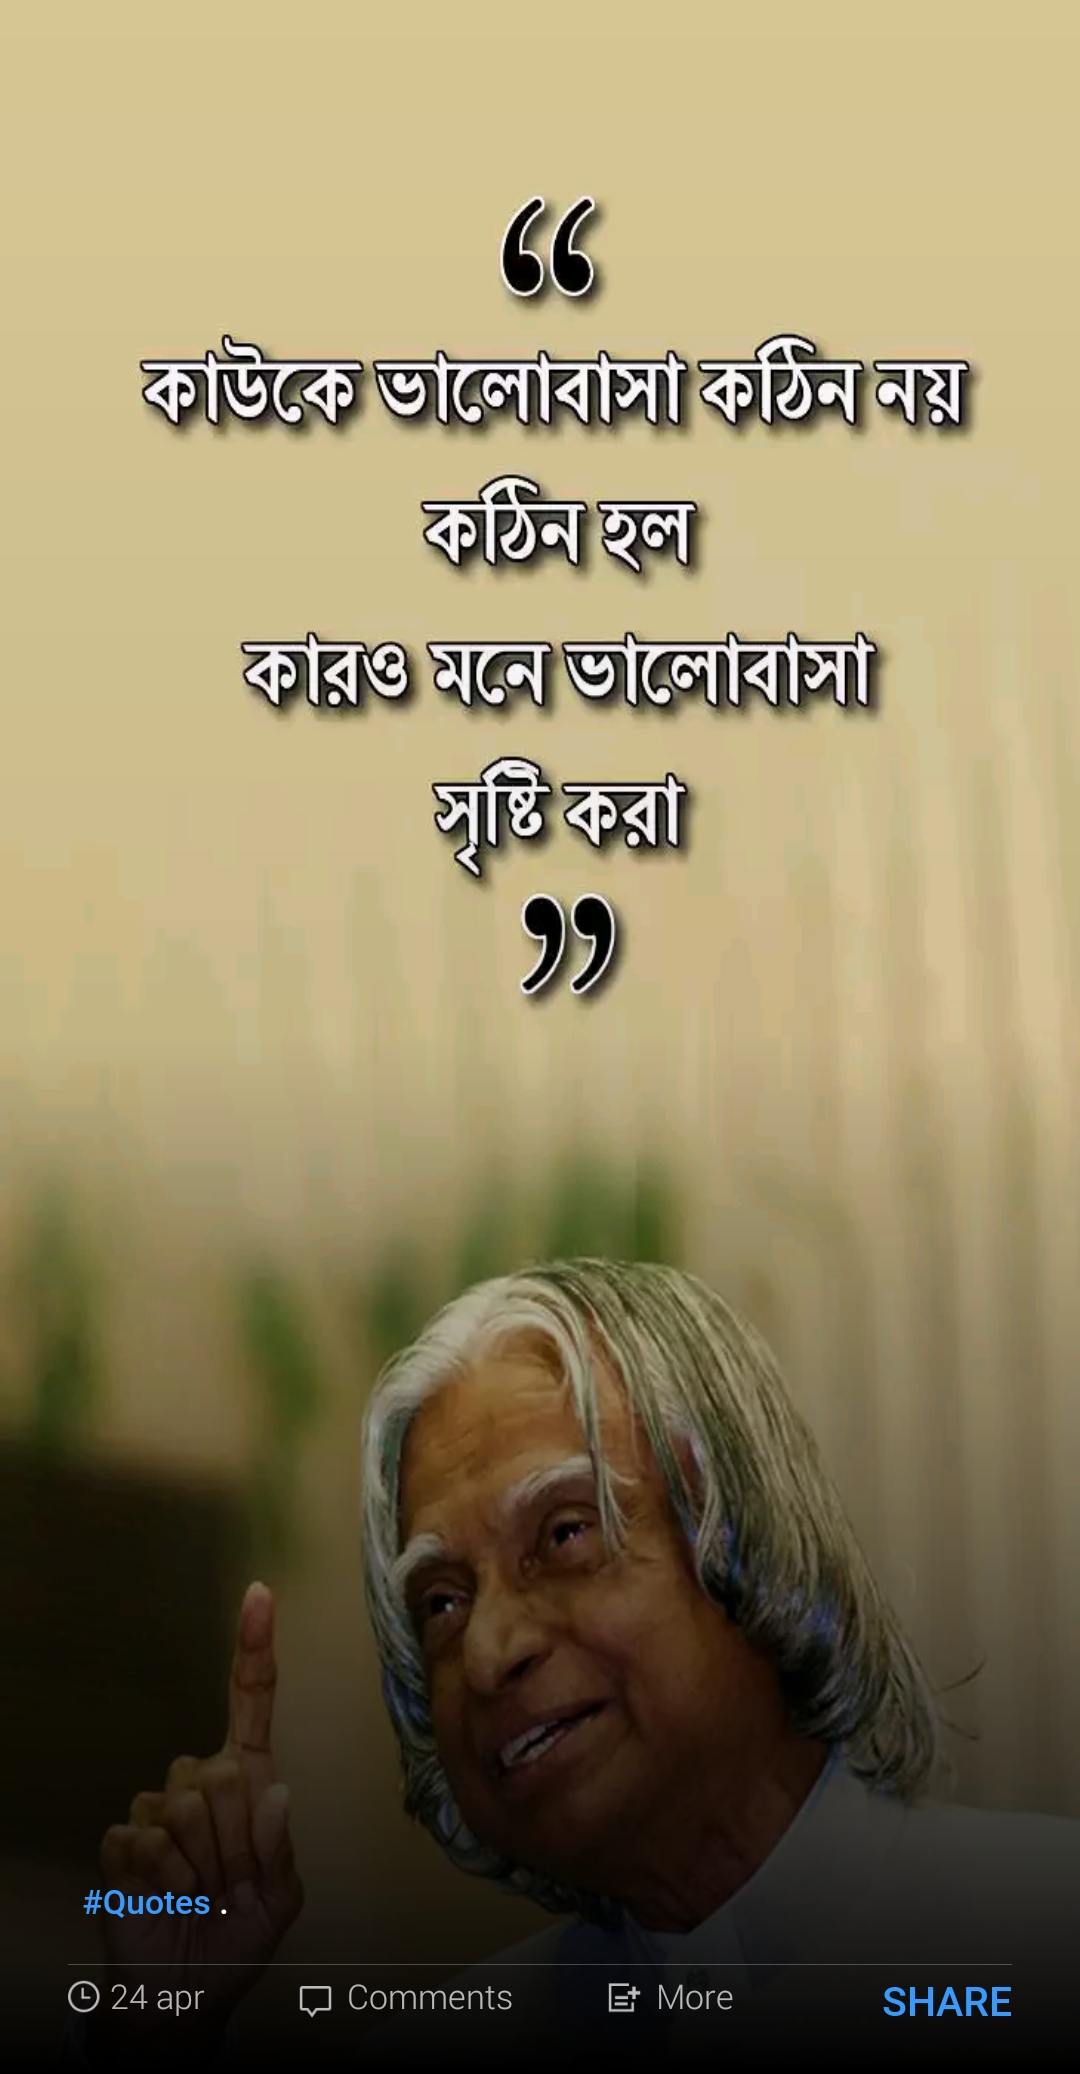 “
কাউকে ভালোবাসা কঠিন নয়
কঠিন হল
কারও মনে ভালোবাসা
সৃষ্টি করা
”
#Quotes .
24 apr Comments More SHARE